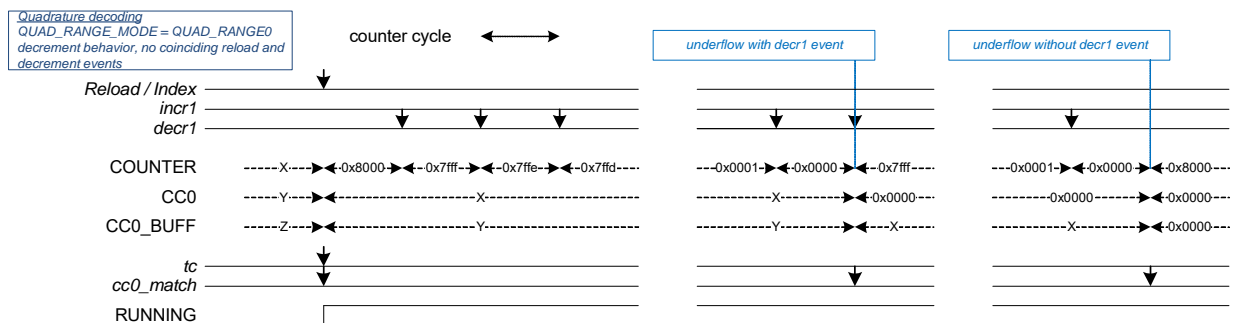 Quadrature decoding
QUAD_RANGE_MODE = QUAD_RANGE0
decrement behavior, no coinciding reload and
decrement events
counter cycle
underflow with decr1 event
underflow without decr1 event
Reload / Index
incr1
decr1
COUNTER X 0x8000 0x7fff 0x7ffe 0x7ffd 0x0001 0x0000 0x7fff 0x0001 0x0000 0x8000
CC0 Y X X 0x0000 0x0000 0x0000
CC0_BUFF Z Y Y X X 0x0000
tc
cc0_match
RUNNING